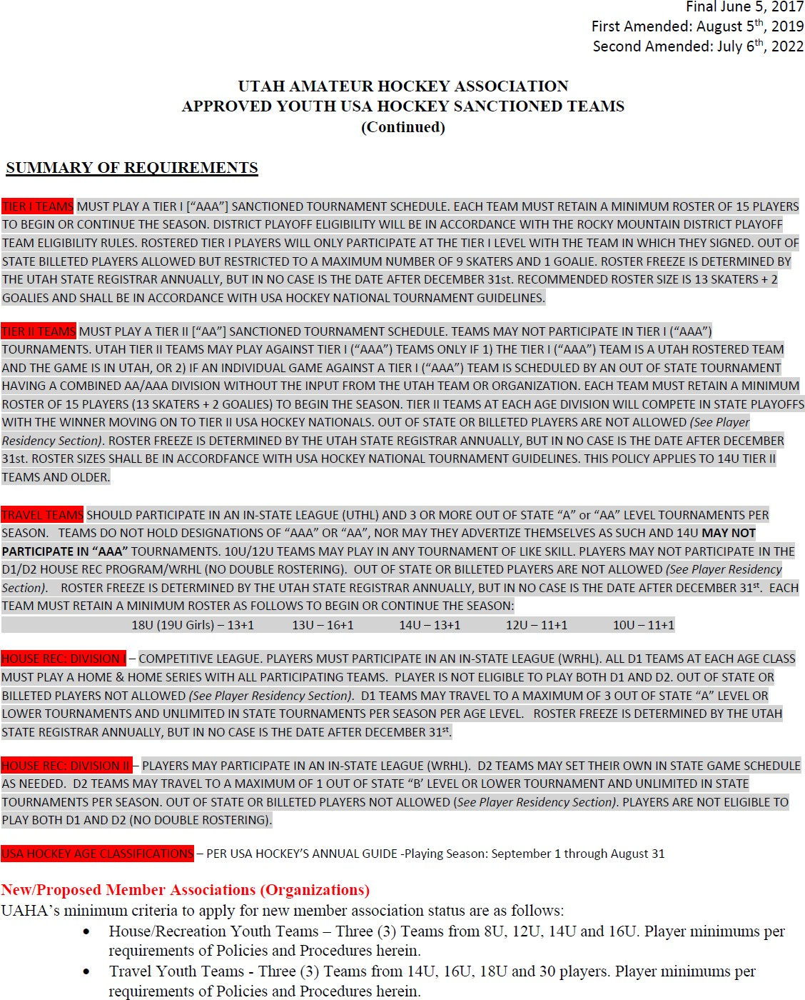 Final June 5, 2017
First Amended: August 5th, 2019
Second Amended: July 6th, 2022
UTAH AMATEUR HOCKEY ASSOCIATION
APPROVED YOUTH USA HOCKEY SANCTIONED TEAMS
(Continued)
SUMMARY OF REQUIREMENTS
TIER I TEAMS MUST PLAY A TIER I [“AAA”] SANCTIONED TOURNAMENT SCHEDULE. EACH TEAM MUST RETAIN A MINIMUM ROSTER OF 15 PLAYERS
TO BEGIN OR CONTINUE THE SEASON. DISTRICT PLAYOFF ELIGIBILITY WILL BE IN ACCORDANCE WITH THE ROCKY MOUNTAIN DISTRICT PLAYOFF
TEAM ELIGIBILITY RULES. ROSTERED TIER I PLAYERS WILL ONLY PARTICIPATE AT THE TIER I LEVEL WITH THE TEAM IN WHICH THEY SIGNED. OUT OF
STATE BILLETED PLAYERS ALLOWED BUT RESTRICTED TO A MAXIMUM NUMBER OF 9 SKATERS AND 1 GOALIE. ROSTER FREEZE IS DETERMINED BY
THE UTAH STATE REGISTRAR ANNUALLY, BUT IN NO CASE IS THE DATE AFTER DECEMBER 31st. RECOMMENDED ROSTER SIZE IS 13 SKATERS + 2
GOALIES AND SHALL BE IN ACCORDANCE WITH USA HOCKEY NATIONAL TOURNAMENT GUIDELINES.
TIER II TEAMS MUST PLAY A TIER II [“AA”] SANCTIONED TOURNAMENT SCHEDULE. TEAMS MAY NOT PARTICIPATE IN TIER I (“AAA”)
TOURNAMENTS. UTAH TIER II TEAMS MAY PLAY AGAINST TIER I (“AAA”) TEAMS ONLY IF 1) THE TIER I (“AAA”) TEAM IS A UTAH ROSTERED TEAM
AND THE GAME IS IN UTAH, OR 2) IF AN INDIVIDUAL GAME AGAINST A TIER I (“AAA”) TEAM IS SCHEDULED BY AN OUT OF STATE TOURNAMENT
HAVING A COMBINED AA/AAA DIVISION WITHOUT THE INPUT FROM THE UTAH TEAM OR ORGANIZATION. EACH TEAM MUST RETAIN A MINIMUM
ROSTER OF 15 PLAYERS (13 SKATERS + 2 GOALIES) TO BEGIN THE SEASON. TIER II TEAMS AT EACH AGE DIVISION WILL COMPETE IN STATE PLAYOFFS
WITH THE WINNER MOVING ON TO TIER II USA HOCKEY NATIONALS. OUT OF STATE OR BILLETED PLAYERS ARE NOT ALLOWED (See Player
Residency Section). ROSTER FREEZE IS DETERMINED BY THE UTAH STATE REGISTRAR ANNUALLY, BUT IN NO CASE IS THE DATE AFTER DECEMBER
31st. ROSTER SIZES SHALL BE IN ACCORDFANCE WITH USA HOCKEY NATIONAL TOURNAMENT GUIDELINES. THIS POLICY APPLIES TO 14U TIER II
TEAMS AND OLDER.
TRAVEL TEAMS SHOULD PARTICIPATE IN AN IN-STATE LEAGUE (UTHL) AND 3 OR MORE OUT OF STATE “A” or “AA” LEVEL TOURNAMENTS PER
SEASON. TEAMS DO NOT HOLD DESIGNATIONS OF “AAA” OR “AA”, NOR MAY THEY ADVERTIZE THEMSELVES AS SUCH AND 14U MAY NOT
PARTICIPATE IN “AAA” TOURNAMENTS. 10U/12U TEAMS MAY PLAY IN ANY TOURNAMENT OF LIKE SKILL. PLAYERS MAY NOT PARTICIPATE IN THE
D1/D2 HOUSE REC PROGRAM/WRHL (NO DOUBLE ROSTERING). OUT OF STATE OR BILLETED PLAYERS ARE NOT ALLOWED (See Player Residency
Section). ROSTER FREEZE IS DETERMINED BY THE UTAH STATE REGISTRAR ANNUALLY, BUT IN NO CASE IS THE DATE AFTER DECEMBER 31st. EACH
TEAM MUST RETAIN A MINIMUM ROSTER AS FOLLOWS TO BEGIN OR CONTINUE THE SEASON:
18U (19U Girls) – 13+1 13U – 16+1 14U – 13+1 12U – 11+1 10U – 11+1
HOUSE REC: DIVISION I – COMPETITIVE LEAGUE. PLAYERS MUST PARTICIPATE IN AN IN-STATE LEAGUE (WRHL). ALL D1 TEAMS AT EACH AGE CLASS
MUST PLAY A HOME & HOME SERIES WITH ALL PARTICIPATING TEAMS. PLAYER IS NOT ELIGIBLE TO PLAY BOTH D1 AND D2. OUT OF STATE OR
BILLETED PLAYERS NOT ALLOWED (See Player Residency Section). D1 TEAMS MAY TRAVEL TO A MAXIMUM OF 3 OUT OF STATE “A” LEVEL OR
LOWER TOURNAMENTS AND UNLIMITED IN STATE TOURNAMENTS PER SEASON PER AGE LEVEL. ROSTER FREEZE IS DETERMINED BY THE UTAH
STATE REGISTRAR ANNUALLY, BUT IN NO CASE IS THE DATE AFTER DECEMBER 31st.
HOUSE REC: DIVISION II – PLAYERS MAY PARTICIPATE IN AN IN-STATE LEAGUE (WRHL). D2 TEAMS MAY SET THEIR OWN IN STATE GAME SCHEDULE
AS NEEDED. D2 TEAMS MAY TRAVEL TO A MAXIMUM OF 1 OUT OF STATE “B’ LEVEL OR LOWER TOURNAMENT AND UNLIMITED IN STATE
TOURNAMENTS PER SEASON. OUT OF STATE OR BILLETED PLAYERS NOT ALLOWED (See Player Residency Section). PLAYERS ARE NOT ELIGIBLE TO
PLAY BOTH D1 AND D2 (NO DOUBLE ROSTERING).
USA HOCKEY AGE CLASSIFICATIONS – PER USA HOCKEY’S ANNUAL GUIDE -Playing Season: September 1 through August 31
New/Proposed Member Associations (Organizations)
UAHA’s minimum criteria to apply for new member association status are as follows:
• House/Recreation Youth Teams – Three (3) Teams from 8U, 12U, 14U and 16U. Player minimums per
requirements of Policies and Procedures herein.
• Travel Youth Teams - Three (3) Teams from 14U, 16U, 18U and 30 players. Player minimums per
requirements of Policies and Procedures herein.